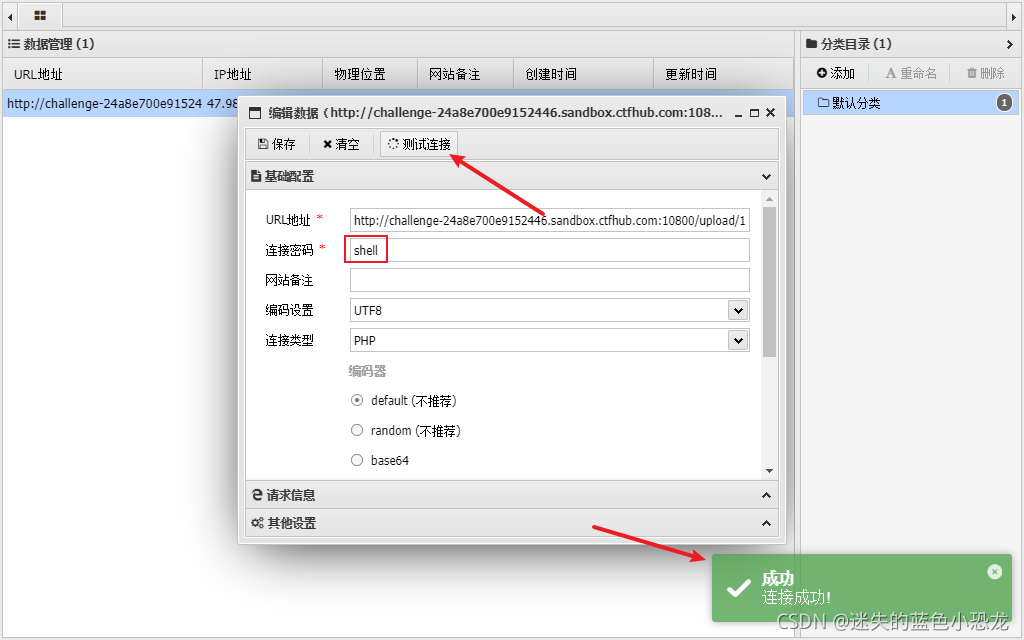 数据管理 (1)
分类目录 (1)
URL地址 IP地址 物理位置 网站备注 创建时间 更新时间
添加 重命名 删除
http://challenge-24a8e700e91524 47.98
默认分类 1
编辑数据 (http://challenge-24a8e700e9152446.sandbox.ctfhub.com:108...
保存 清空 测试连接
基础配置
URL地址 * http://challenge-24a8e700e9152446.sandbox.ctfhub.com:10800/upload/1
连接密码 * shell
网站备注
编码设置 UTF8
连接类型 PHP
编码器
default (不推荐)
random (不推荐)
base64
请求信息
其他设置
成功
连接成功!
CSDN @迷失的蓝色小恐龙